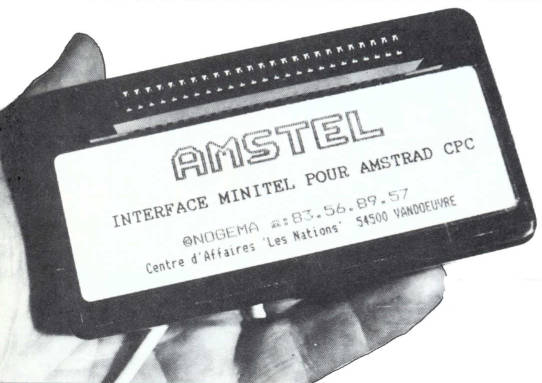 AMSTEL
INTERFACE MINITEL POUR AMSTRAD CPC
©NOGEMA ☎:83.56.89.57
Centre d'Affaires 'Les Nations' 54500 VANDOEUVRE